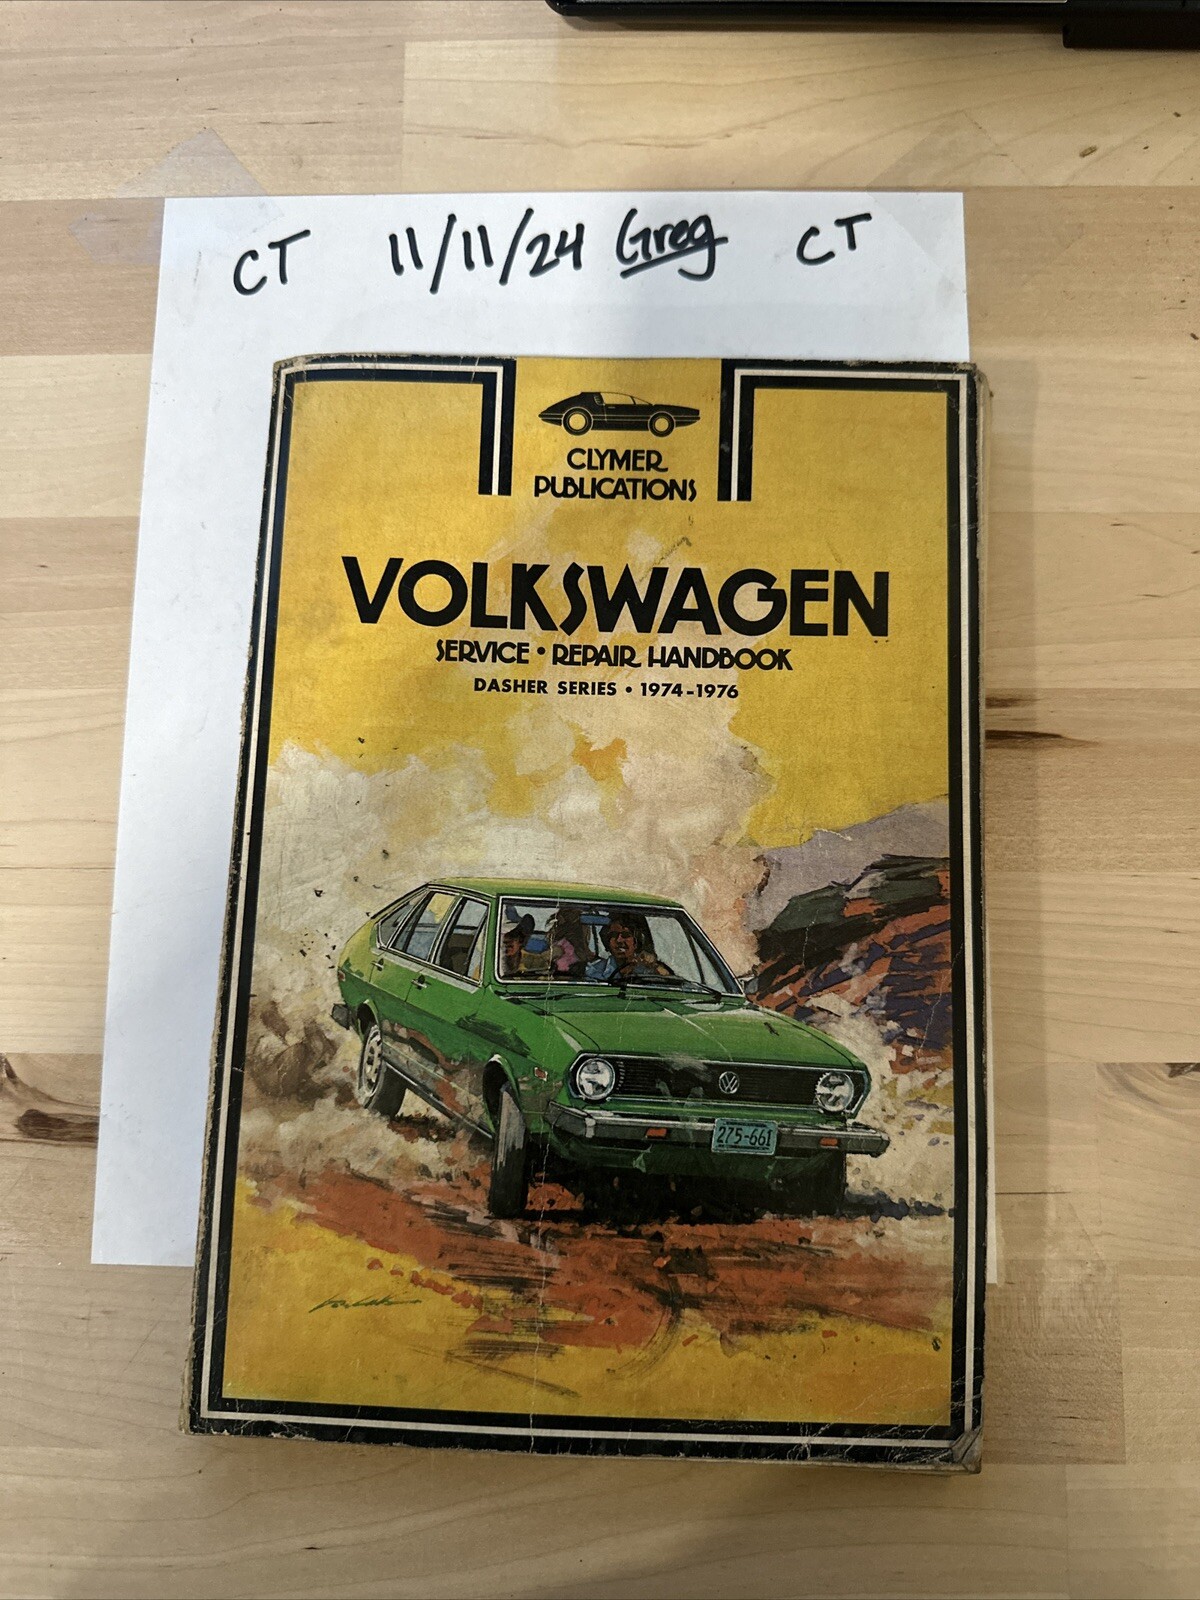 CT 11/11/24 Greg CT
CLYMER
PUBLICATIONS
VOLKSWAGEN
SERVICE • REPAIR HANDBOOK
DASHER SERIES • 1974-1976
275-661